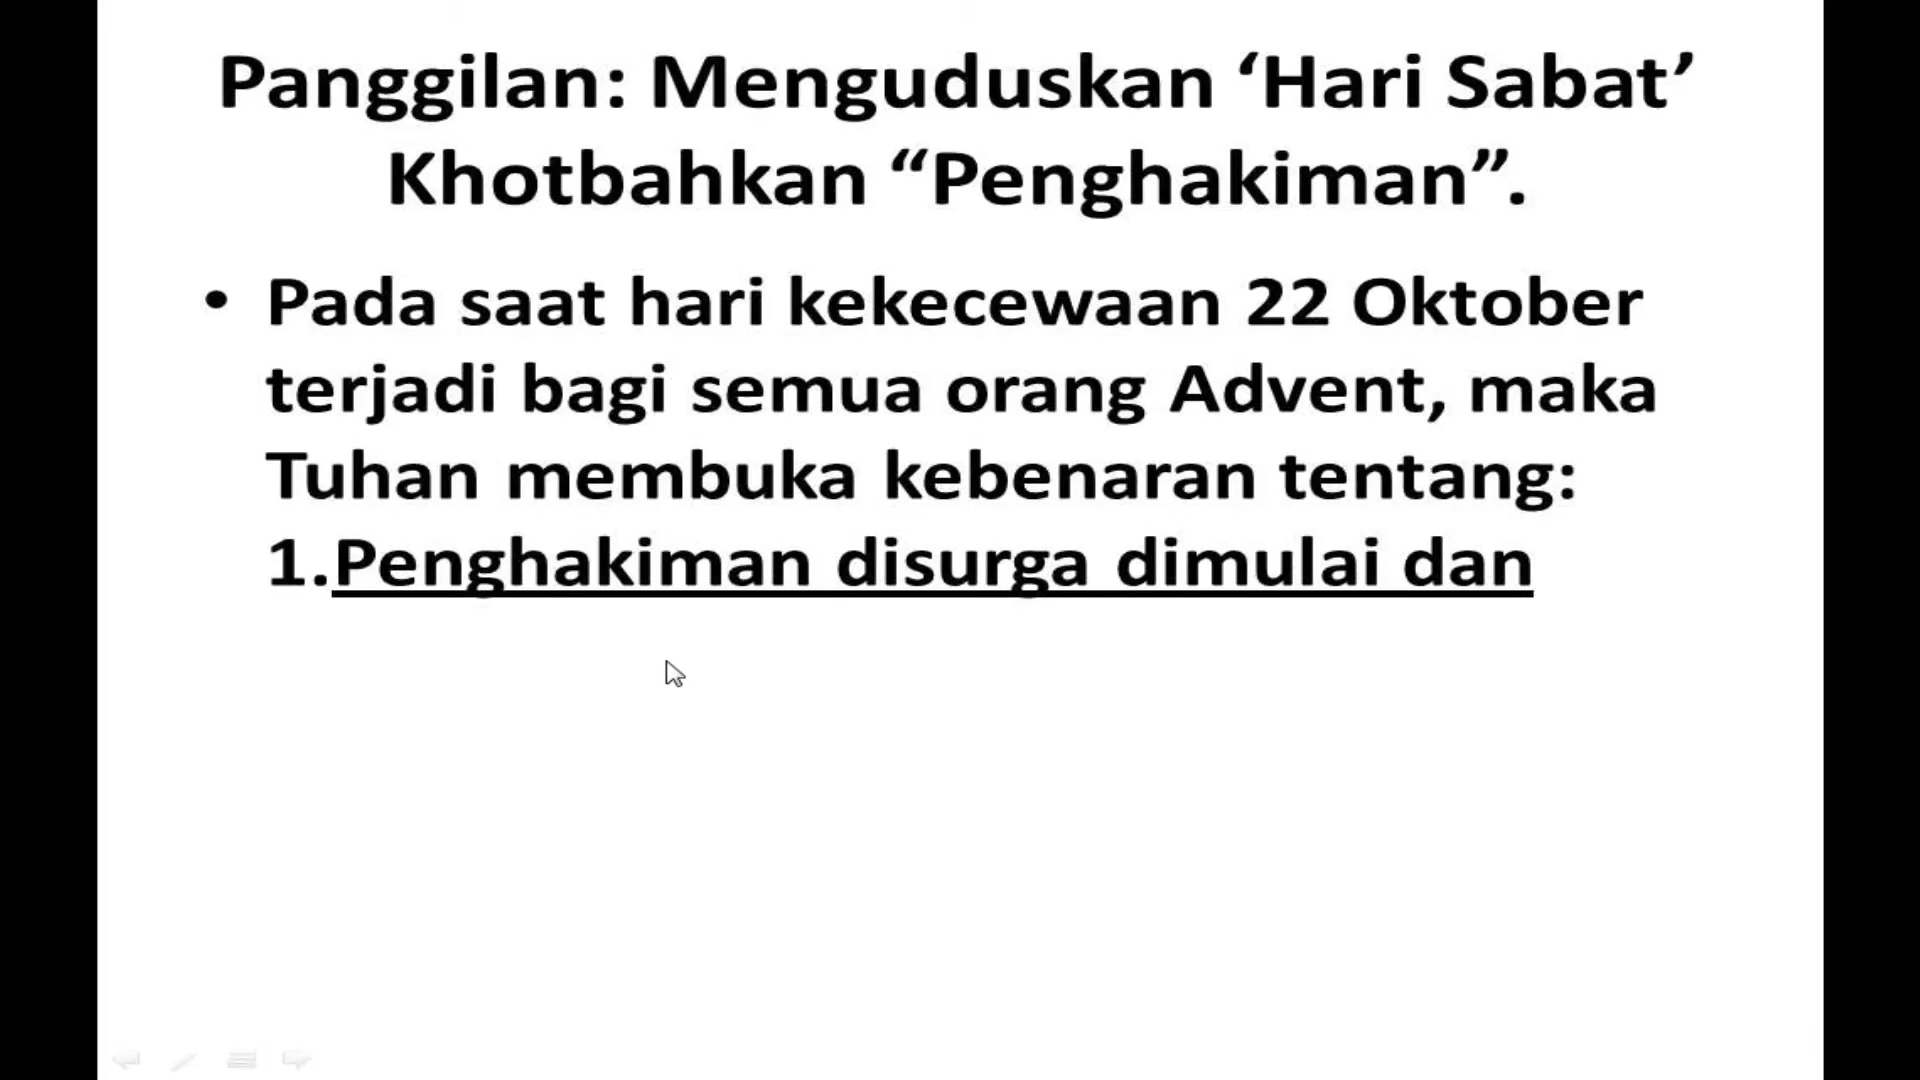 Panggilan: Menguduskan ‘Hari Sabat’
Khotbahkan “Penghakiman”.
• Pada saat hari kekecewaan 22 Oktober
terjadi bagi semua orang Advent, maka
Tuhan membuka kebenaran tentang:
1.Penghakiman disurga dimulai dan